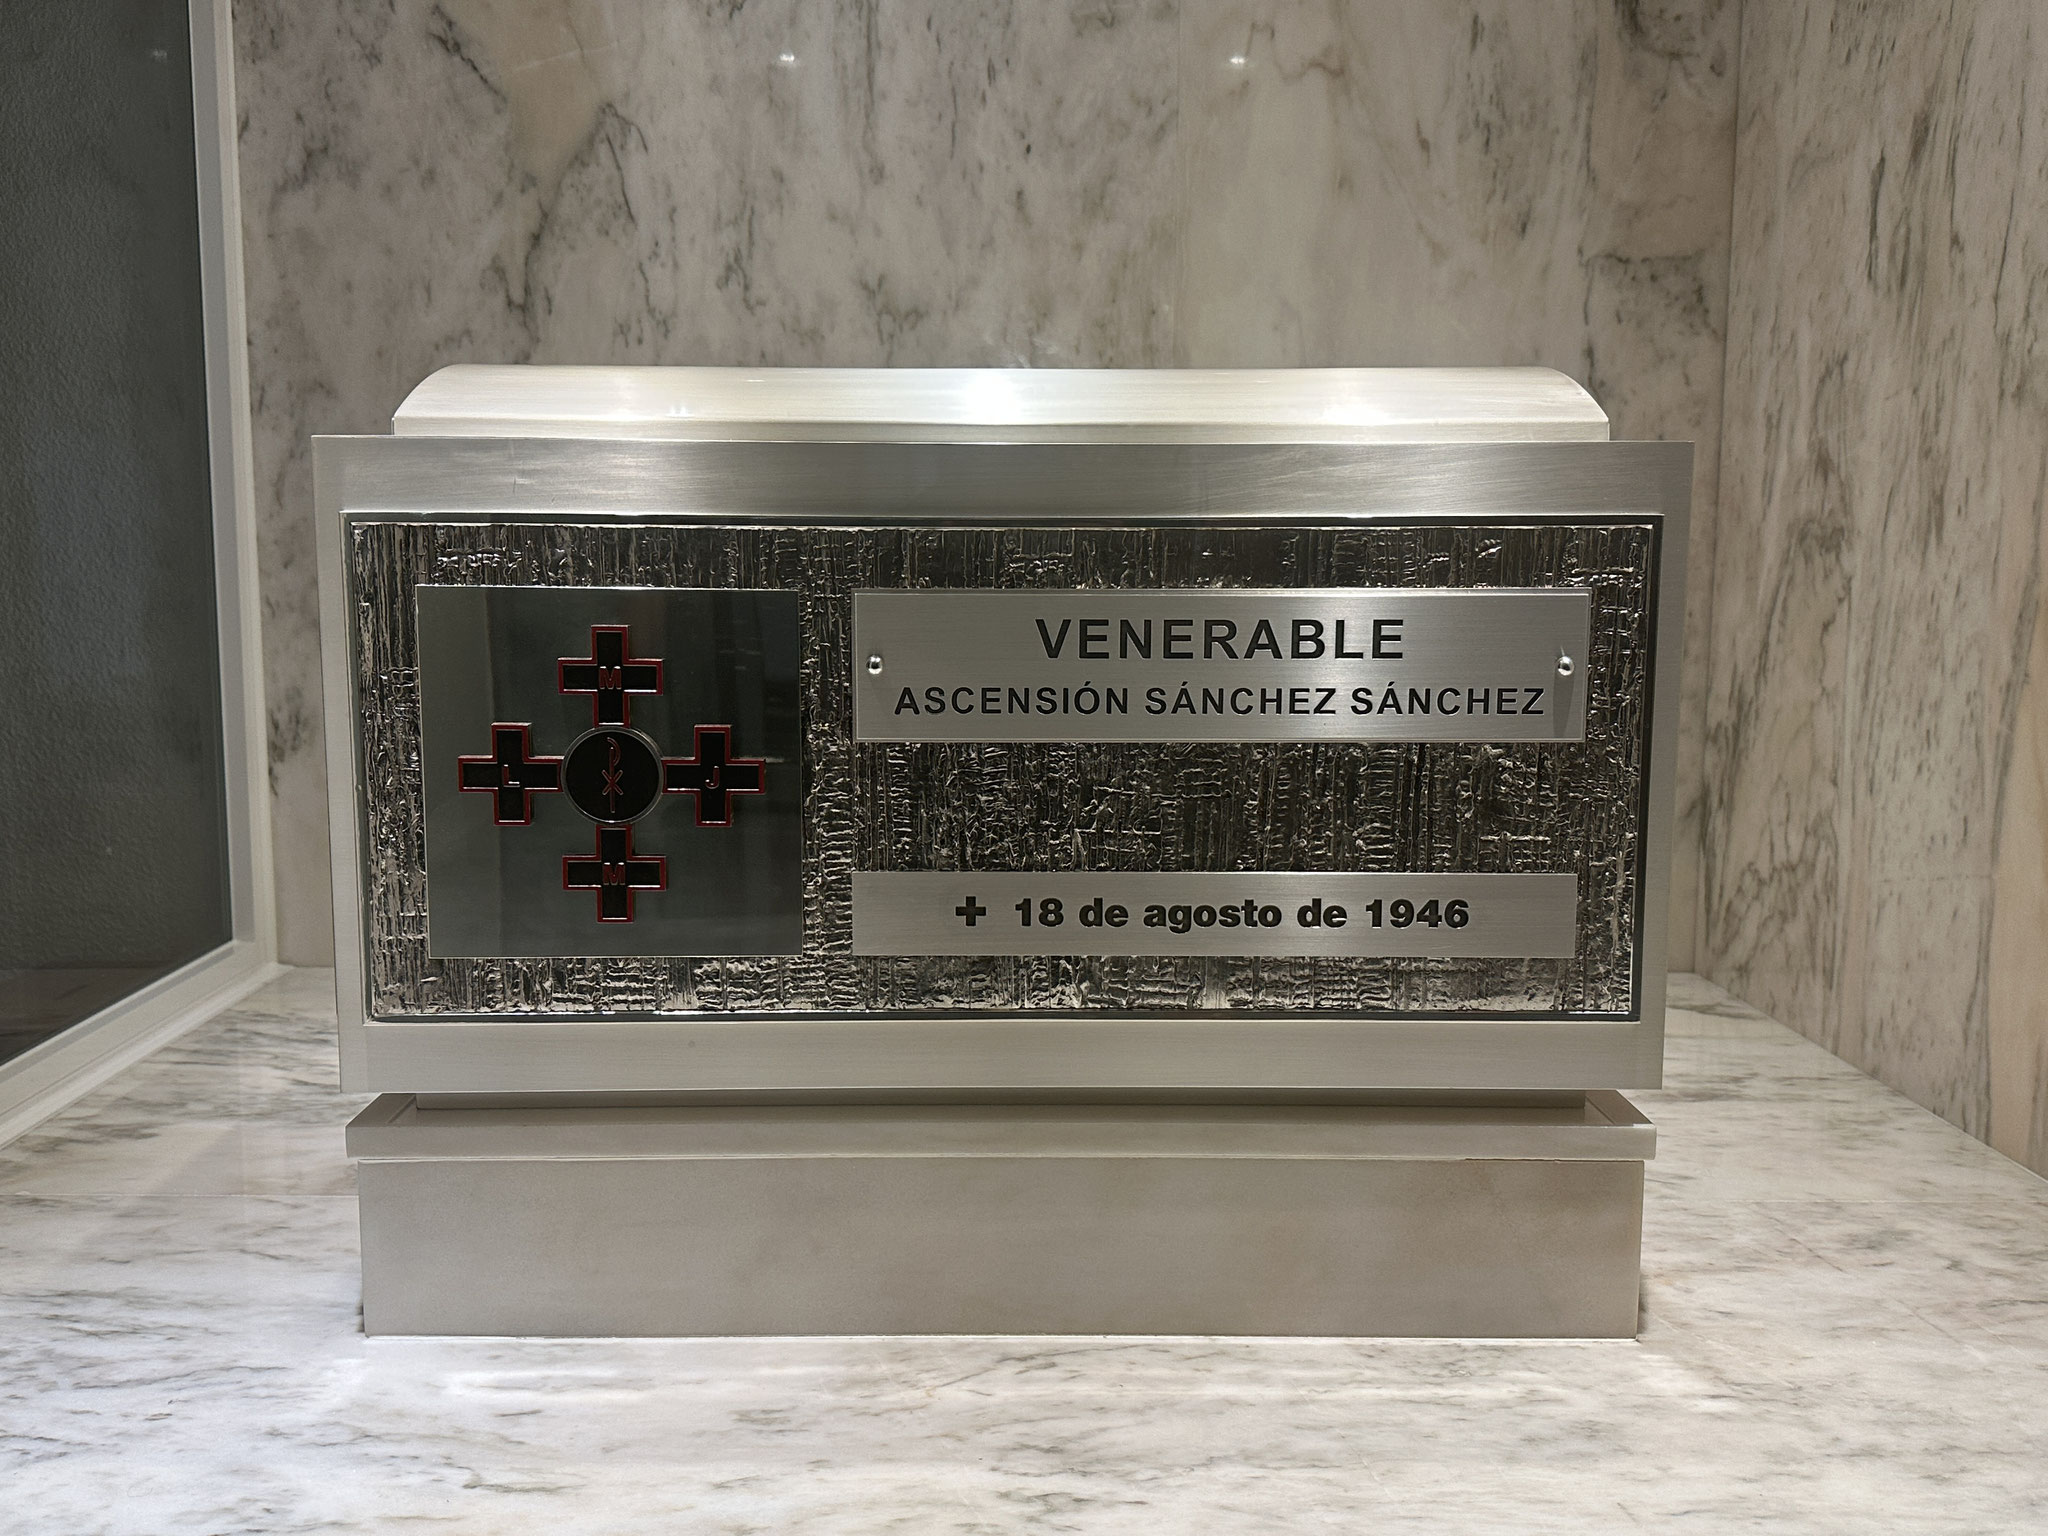 VENERABLE
ASCENSIÓN SÁNCHEZ SÁNCHEZ
M
L
J
M
+ 18 de agosto de 1946